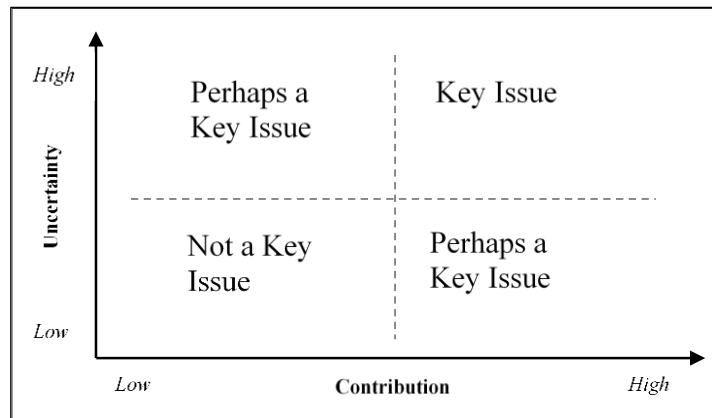 High
Perhaps a
Key Issue
Key Issue
Uncertainty
Not a Key
Issue
Perhaps a
Key Issue
Low
Low
Contribution
High